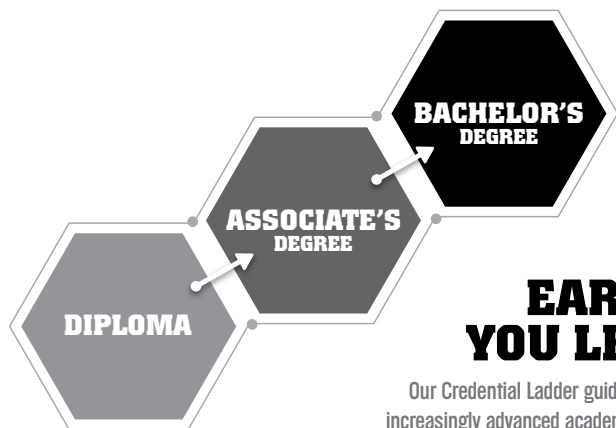 BACHELOR'S
DEGREE
ASSOCIATE'S
DEGREE
DIPLOMA
EAR
YOU LE
Our Credential Ladder guid
increasingly advanced acader